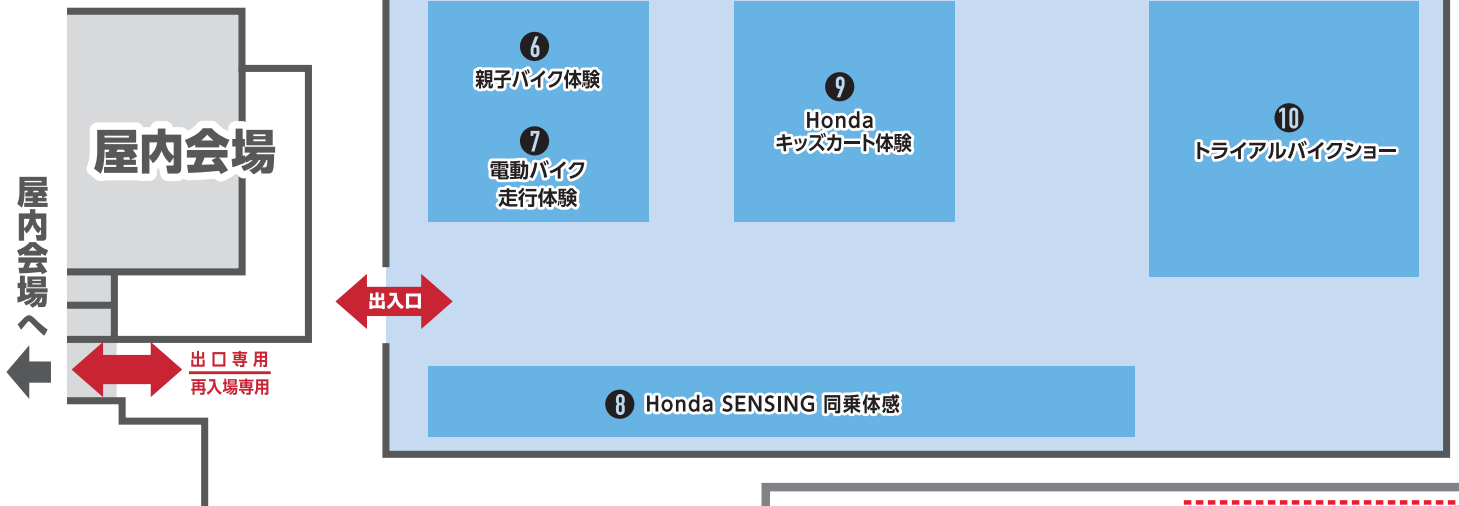 屋内会場
屋内会場へ
出口専用
再入場専用
出入口
❻
親子バイク体験
❼
電動バイク
走行体験
❾
Honda
キッズカート体験
❿
トライアルバイクショー
❽ Honda SENSING 同乗体感